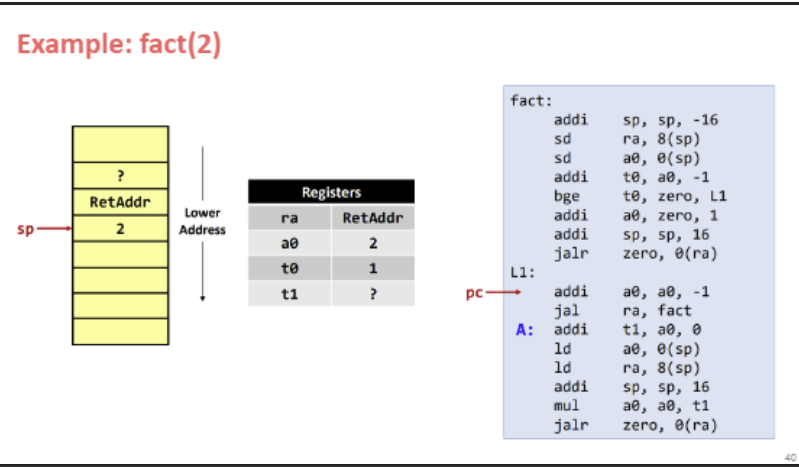 Example: fact(2)
?
RetAddr
sp
2
Lower
Address
Registers
ra RetAddr
a0 2
t0 1
t1 ?
pc
fact:
addi sp, sp, -16
sd ra, 8(sp)
sd a0, 0(sp)
addi t0, a0, -1
bge t0, zero, L1
addi a0, zero, 1
addi sp, sp, 16
jalr zero, 0(ra)
L1:
addi a0, a0, -1
jal ra, fact
A: addi t1, a0, 0
ld a0, 0(sp)
ld ra, 8(sp)
addi sp, sp, 16
mul a0, a0, t1
jalr zero, 0(ra)
40